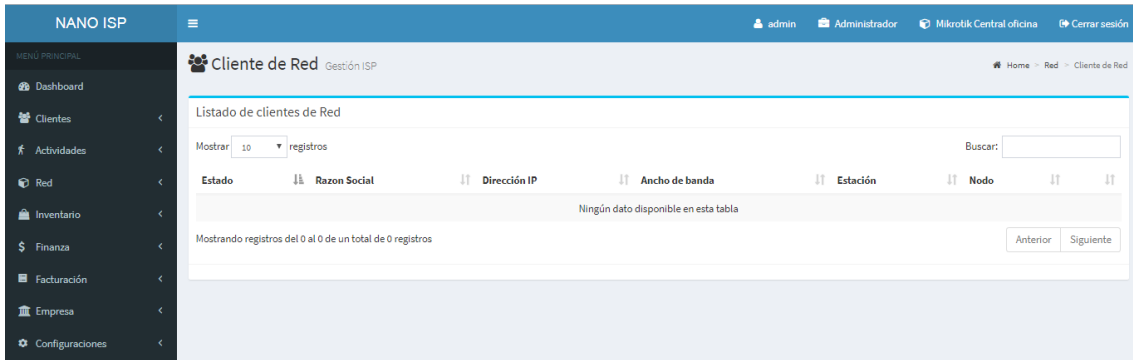 NANO ISP
admin Administrador Mikrotik Central oficina Cerrar sesión
MENÚ PRINCIPAL
Dashboard
Clientes
Actividades
Red
Inventario
Finanza
Facturación
Empresa
Configuraciones
Cliente de Red Gestión ISP
Home > Red > Cliente de Red
Listado de clientes de Red
Mostrar 10 registros
Buscar:
Estado Razon Social Dirección IP Ancho de banda Estación Nodo
Ningún dato disponible en esta tabla
Mostrando registros del 0 al 0 de un total de 0 registros
Anterior Siguiente